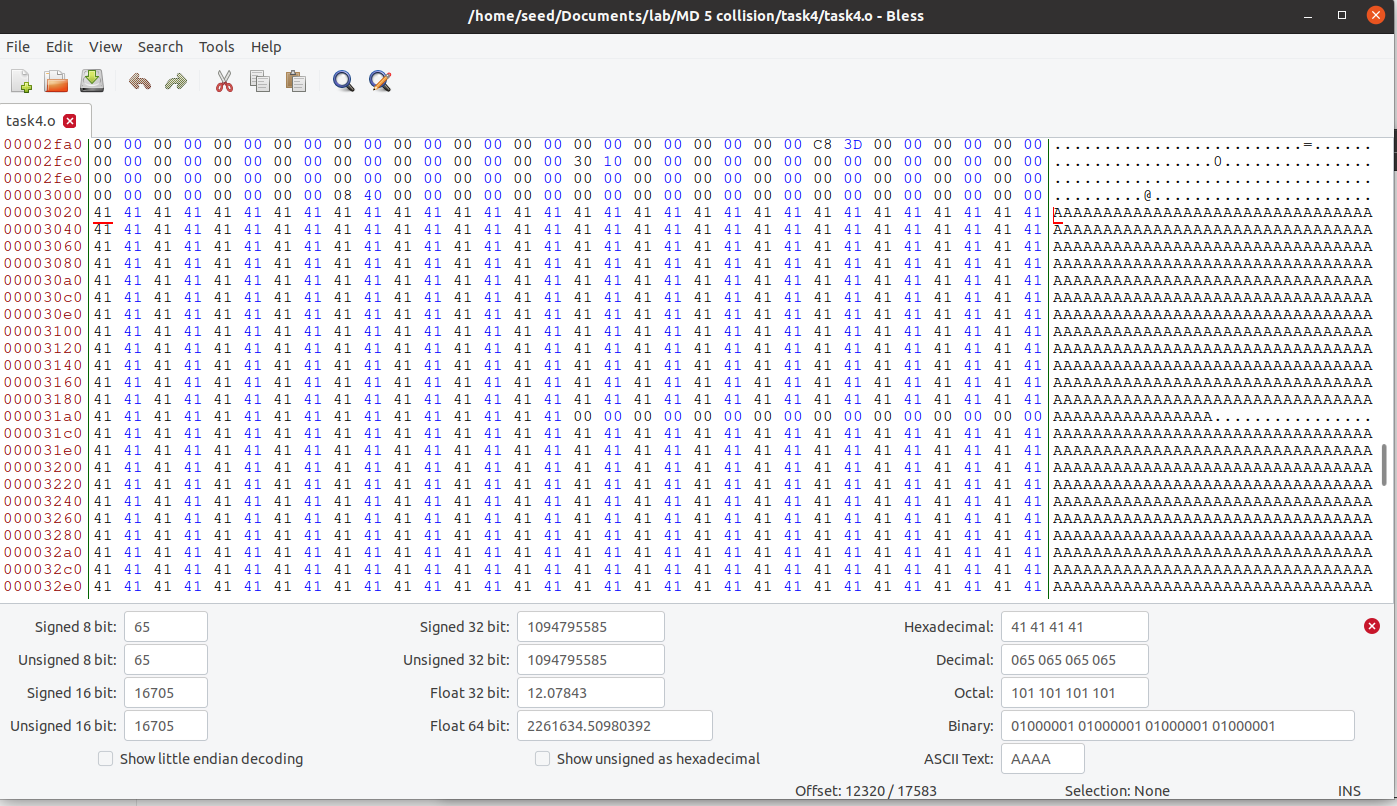 /home/seed/Documents/lab/MD 5 collision/task4/task4.o - Bless
File Edit View Search Tools Help
task4.o
00002fa0 00 00 00 00 00 00 00 00 00 00 00 00 00 00 00 00 00 00 00 00 00 00 00 00 C8 3D 00 00 00 00 00 00 .........................=......
00002fc0 00 00 00 00 00 00 00 00 00 00 00 00 00 00 00 00 30 10 00 00 00 00 00 00 00 00 00 00 00 00 00 00 ................0...............
00002fe0 00 00 00 00 00 00 00 00 00 00 00 00 00 00 00 00 00 00 00 00 00 00 00 00 00 00 00 00 00 00 00 00 ................................
00003000 00 00 00 00 00 00 00 00 08 40 00 00 00 00 00 00 00 00 00 00 00 00 00 00 00 00 00 00 00 00 00 00 .........@......................
00003020 41 41 41 41 41 41 41 41 41 41 41 41 41 41 41 41 41 41 41 41 41 41 41 41 41 41 41 41 41 41 41 41 AAAAAAAAAAAAAAAAAAAAAAAAAAAAAAAA
00003040 41 41 41 41 41 41 41 41 41 41 41 41 41 41 41 41 41 41 41 41 41 41 41 41 41 41 41 41 41 41 41 41 AAAAAAAAAAAAAAAAAAAAAAAAAAAAAAAA
00003060 41 41 41 41 41 41 41 41 41 41 41 41 41 41 41 41 41 41 41 41 41 41 41 41 41 41 41 41 41 41 41 41 AAAAAAAAAAAAAAAAAAAAAAAAAAAAAAAA
00003080 41 41 41 41 41 41 41 41 41 41 41 41 41 41 41 41 41 41 41 41 41 41 41 41 41 41 41 41 41 41 41 41 AAAAAAAAAAAAAAAAAAAAAAAAAAAAAAAA
000030a0 41 41 41 41 41 41 41 41 41 41 41 41 41 41 41 41 41 41 41 41 41 41 41 41 41 41 41 41 41 41 41 41 AAAAAAAAAAAAAAAAAAAAAAAAAAAAAAAA
000030c0 41 41 41 41 41 41 41 41 41 41 41 41 41 41 41 41 41 41 41 41 41 41 41 41 41 41 41 41 41 41 41 41 AAAAAAAAAAAAAAAAAAAAAAAAAAAAAAAA
000030e0 41 41 41 41 41 41 41 41 41 41 41 41 41 41 41 41 41 41 41 41 41 41 41 41 41 41 41 41 41 41 41 41 AAAAAAAAAAAAAAAAAAAAAAAAAAAAAAAA
00003100 41 41 41 41 41 41 41 41 41 41 41 41 41 41 41 41 41 41 41 41 41 41 41 41 41 41 41 41 41 41 41 41 AAAAAAAAAAAAAAAAAAAAAAAAAAAAAAAA
00003120 41 41 41 41 41 41 41 41 41 41 41 41 41 41 41 41 41 41 41 41 41 41 41 41 41 41 41 41 41 41 41 41 AAAAAAAAAAAAAAAAAAAAAAAAAAAAAAAA
00003140 41 41 41 41 41 41 41 41 41 41 41 41 41 41 41 41 41 41 41 41 41 41 41 41 41 41 41 41 41 41 41 41 AAAAAAAAAAAAAAAAAAAAAAAAAAAAAAAA
00003160 41 41 41 41 41 41 41 41 41 41 41 41 41 41 41 41 41 41 41 41 41 41 41 41 41 41 41 41 41 41 41 41 AAAAAAAAAAAAAAAAAAAAAAAAAAAAAAAA
00003180 41 41 41 41 41 41 41 41 41 41 41 41 41 41 41 41 41 41 41 41 41 41 41 41 41 41 41 41 41 41 41 41 AAAAAAAAAAAAAAAAAAAAAAAAAAAAAAAA
000031a0 41 41 41 41 41 41 41 41 41 41 41 41 41 41 41 41 00 00 00 00 00 00 00 00 00 00 00 00 00 00 00 00 AAAAAAAAAAAAAAAA................
000031c0 41 41 41 41 41 41 41 41 41 41 41 41 41 41 41 41 41 41 41 41 41 41 41 41 41 41 41 41 41 41 41 41 AAAAAAAAAAAAAAAAAAAAAAAAAAAAAAAA
000031e0 41 41 41 41 41 41 41 41 41 41 41 41 41 41 41 41 41 41 41 41 41 41 41 41 41 41 41 41 41 41 41 41 AAAAAAAAAAAAAAAAAAAAAAAAAAAAAAAA
00003200 41 41 41 41 41 41 41 41 41 41 41 41 41 41 41 41 41 41 41 41 41 41 41 41 41 41 41 41 41 41 41 41 AAAAAAAAAAAAAAAAAAAAAAAAAAAAAAAA
00003220 41 41 41 41 41 41 41 41 41 41 41 41 41 41 41 41 41 41 41 41 41 41 41 41 41 41 41 41 41 41 41 41 AAAAAAAAAAAAAAAAAAAAAAAAAAAAAAAA
00003240 41 41 41 41 41 41 41 41 41 41 41 41 41 41 41 41 41 41 41 41 41 41 41 41 41 41 41 41 41 41 41 41 AAAAAAAAAAAAAAAAAAAAAAAAAAAAAAAA
00003260 41 41 41 41 41 41 41 41 41 41 41 41 41 41 41 41 41 41 41 41 41 41 41 41 41 41 41 41 41 41 41 41 AAAAAAAAAAAAAAAAAAAAAAAAAAAAAAAA
00003280 41 41 41 41 41 41 41 41 41 41 41 41 41 41 41 41 41 41 41 41 41 41 41 41 41 41 41 41 41 41 41 41 AAAAAAAAAAAAAAAAAAAAAAAAAAAAAAAA
000032a0 41 41 41 41 41 41 41 41 41 41 41 41 41 41 41 41 41 41 41 41 41 41 41 41 41 41 41 41 41 41 41 41 AAAAAAAAAAAAAAAAAAAAAAAAAAAAAAAA
000032c0 41 41 41 41 41 41 41 41 41 41 41 41 41 41 41 41 41 41 41 41 41 41 41 41 41 41 41 41 41 41 41 41 AAAAAAAAAAAAAAAAAAAAAAAAAAAAAAAA
000032e0 41 41 41 41 41 41 41 41 41 41 41 41 41 41 41 41 41 41 41 41 41 41 41 41 41 41 41 41 41 41 41 41 AAAAAAAAAAAAAAAAAAAAAAAAAAAAAAAA
Signed 8 bit: 65 Signed 32 bit: 1094795585 Hexadecimal: 41 41 41 41
Unsigned 8 bit: 65 Unsigned 32 bit: 1094795585 Decimal: 065 065 065 065
Signed 16 bit: 16705 Float 32 bit: 12.07843 Octal: 101 101 101 101
Unsigned 16 bit: 16705 Float 64 bit: 2261634.50980392 Binary: 01000001 01000001 01000001 01000001
Show little endian decoding Show unsigned as hexadecimal ASCII Text: AAAA
Offset: 12320 / 17583 Selection: None INS